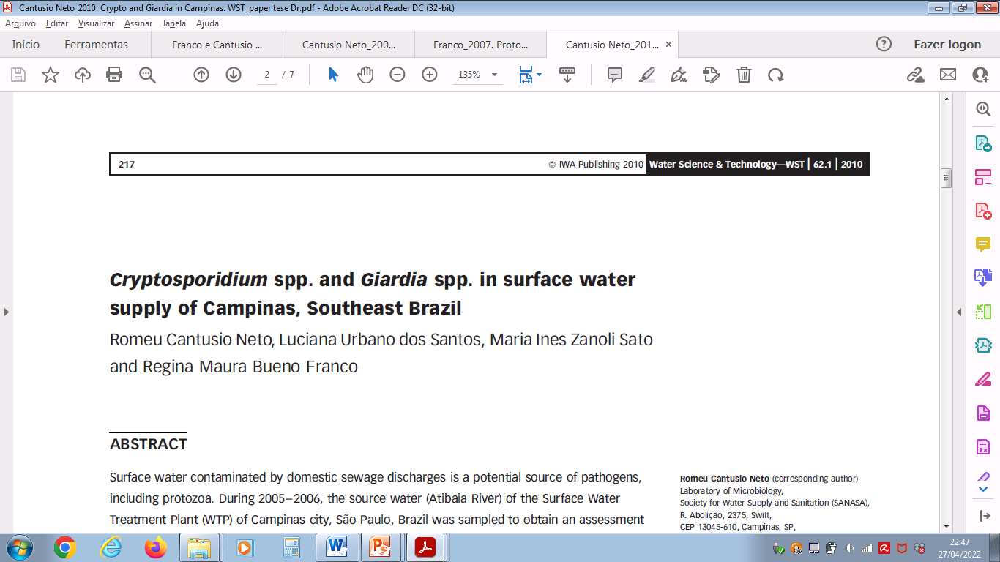 Cantusio Neto_2010. Crypto and Giardia in Campinas. WST_paper tese Dr.pdf - Adobe Acrobat Reader DC (32-bit)
Arquivo Editar Visualizar Assinar Janela Ajuda
Início Ferramentas Franco e Cantusio ... Cantusio Neto_200... Franco_2007. Proto... Cantusio Neto_201... Fazer logon
2 / 7 135%
217 © IWA Publishing 2010 Water Science & Technology—WST | 62.1 | 2010
Cryptosporidium spp. and Giardia spp. in surface water
supply of Campinas, Southeast Brazil
Romeu Cantusio Neto, Luciana Urbano dos Santos, Maria Ines Zanoli Sato
and Regina Maura Bueno Franco
ABSTRACT
Surface water contaminated by domestic sewage discharges is a potential source of pathogens,
including protozoa. During 2005–2006, the source water (Atibaia River) of the Surface Water
Treatment Plant (WTP) of Campinas city, São Paulo, Brazil was sampled to obtain an assessment
Romeu Cantusio Neto (corresponding author)
Laboratory of Microbiology,
Society for Water Supply and Sanitation (SANASA),
R. Abolição, 2375, Swift,
CEP 13045-610, Campinas, SP,
22:47
27/04/2022